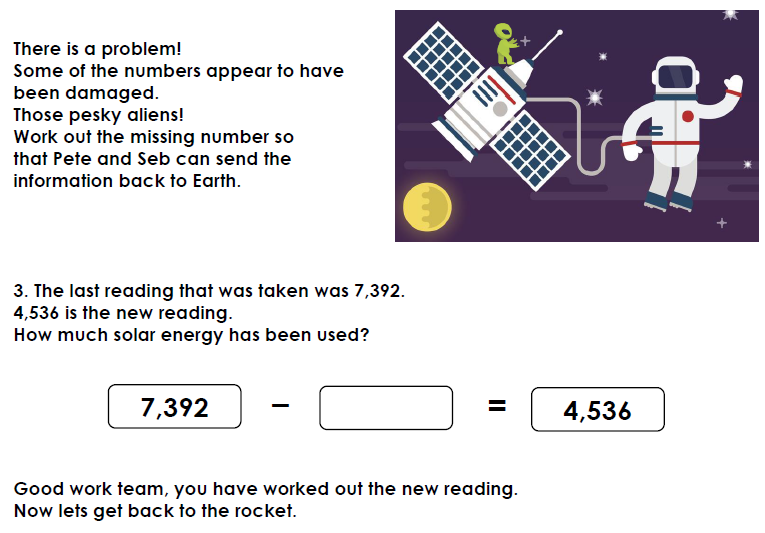 There is a problem!
Some of the numbers appear to have
been damaged.
Those pesky aliens!
Work out the missing number so
that Pete and Seb can send the
information back to Earth.
3. The last reading that was taken was 7,392.
4,536 is the new reading.
How much solar energy has been used?
7,392 – = 4,536
Good work team, you have worked out the new reading.
Now lets get back to the rocket.